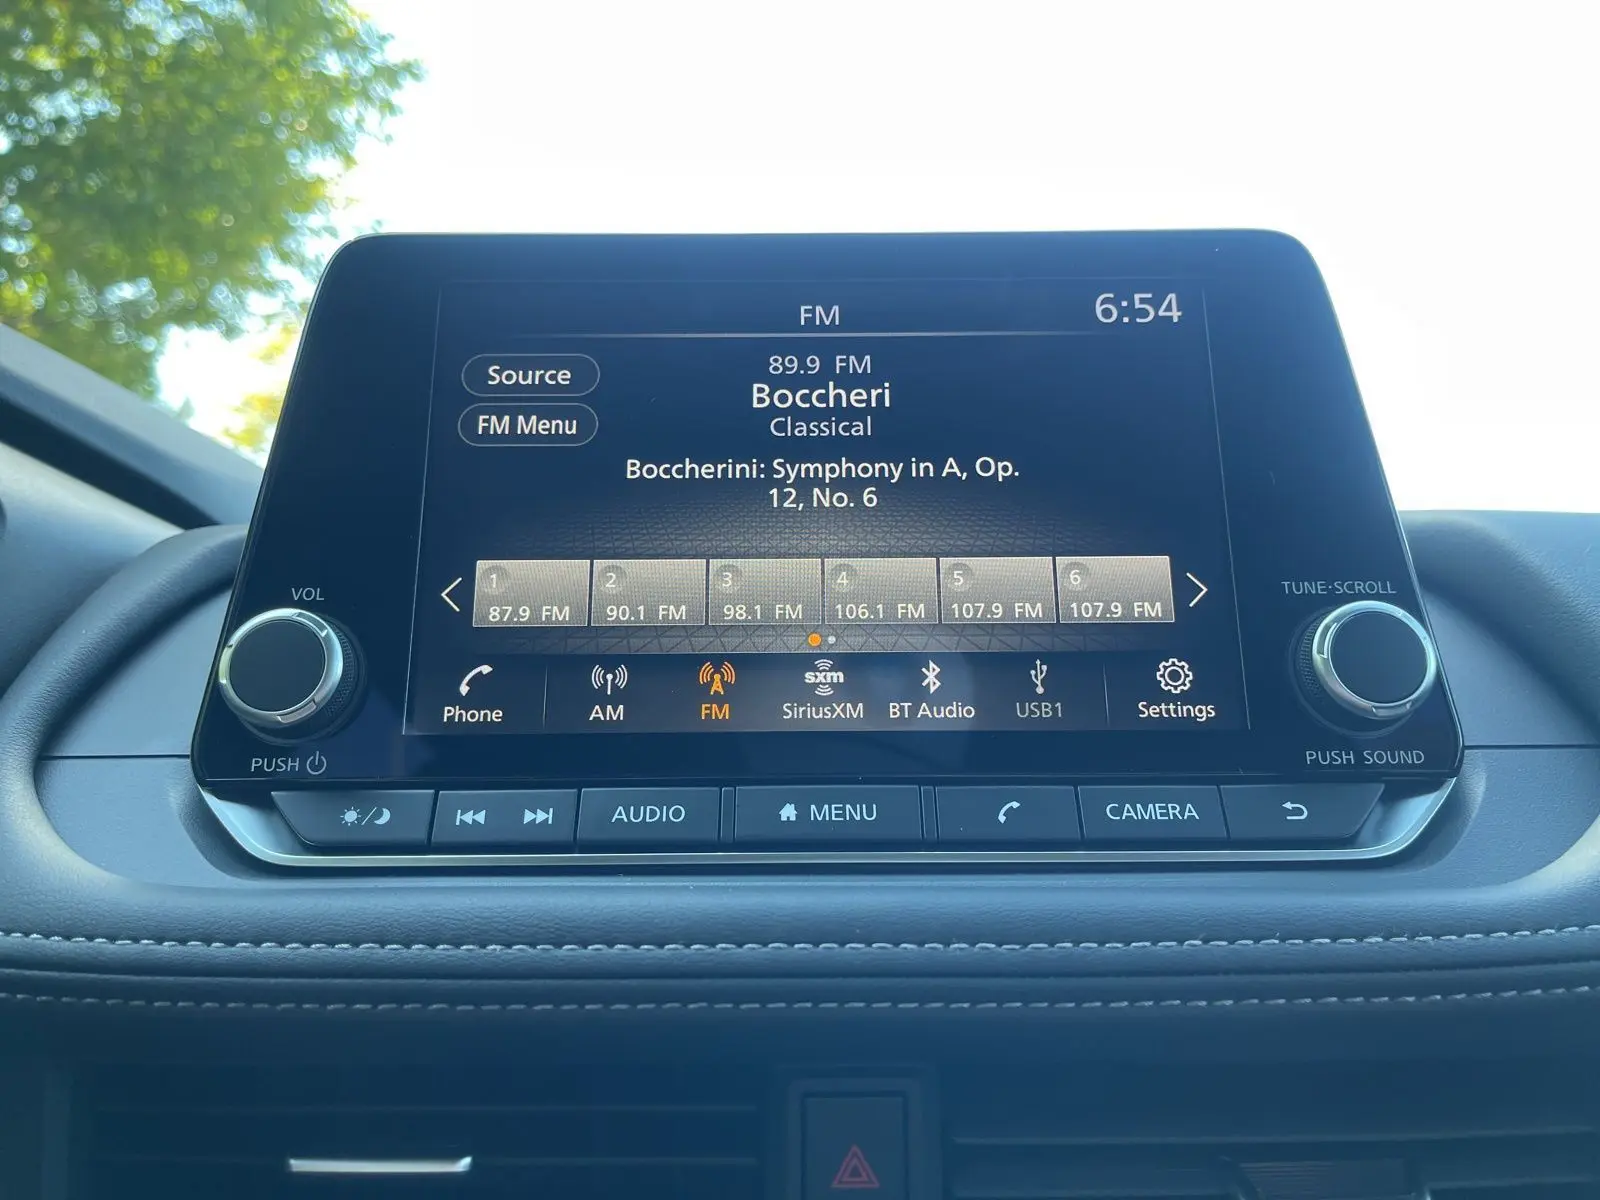 FM
6:54
Source
FM Menu
89.9 FM
Boccheri
Classical
Boccherini: Symphony in A, Op.
12, No. 6
1
87.9 FM
2
90.1 FM
3
98.1 FM
4
106.1 FM
5
107.9 FM
6
107.9 FM
Phone
AM
FM
sxm
SiriusXM
BT Audio
USB1
Settings
VOL
PUSH
TUNE·SCROLL
PUSH SOUND
AUDIO
MENU
CAMERA